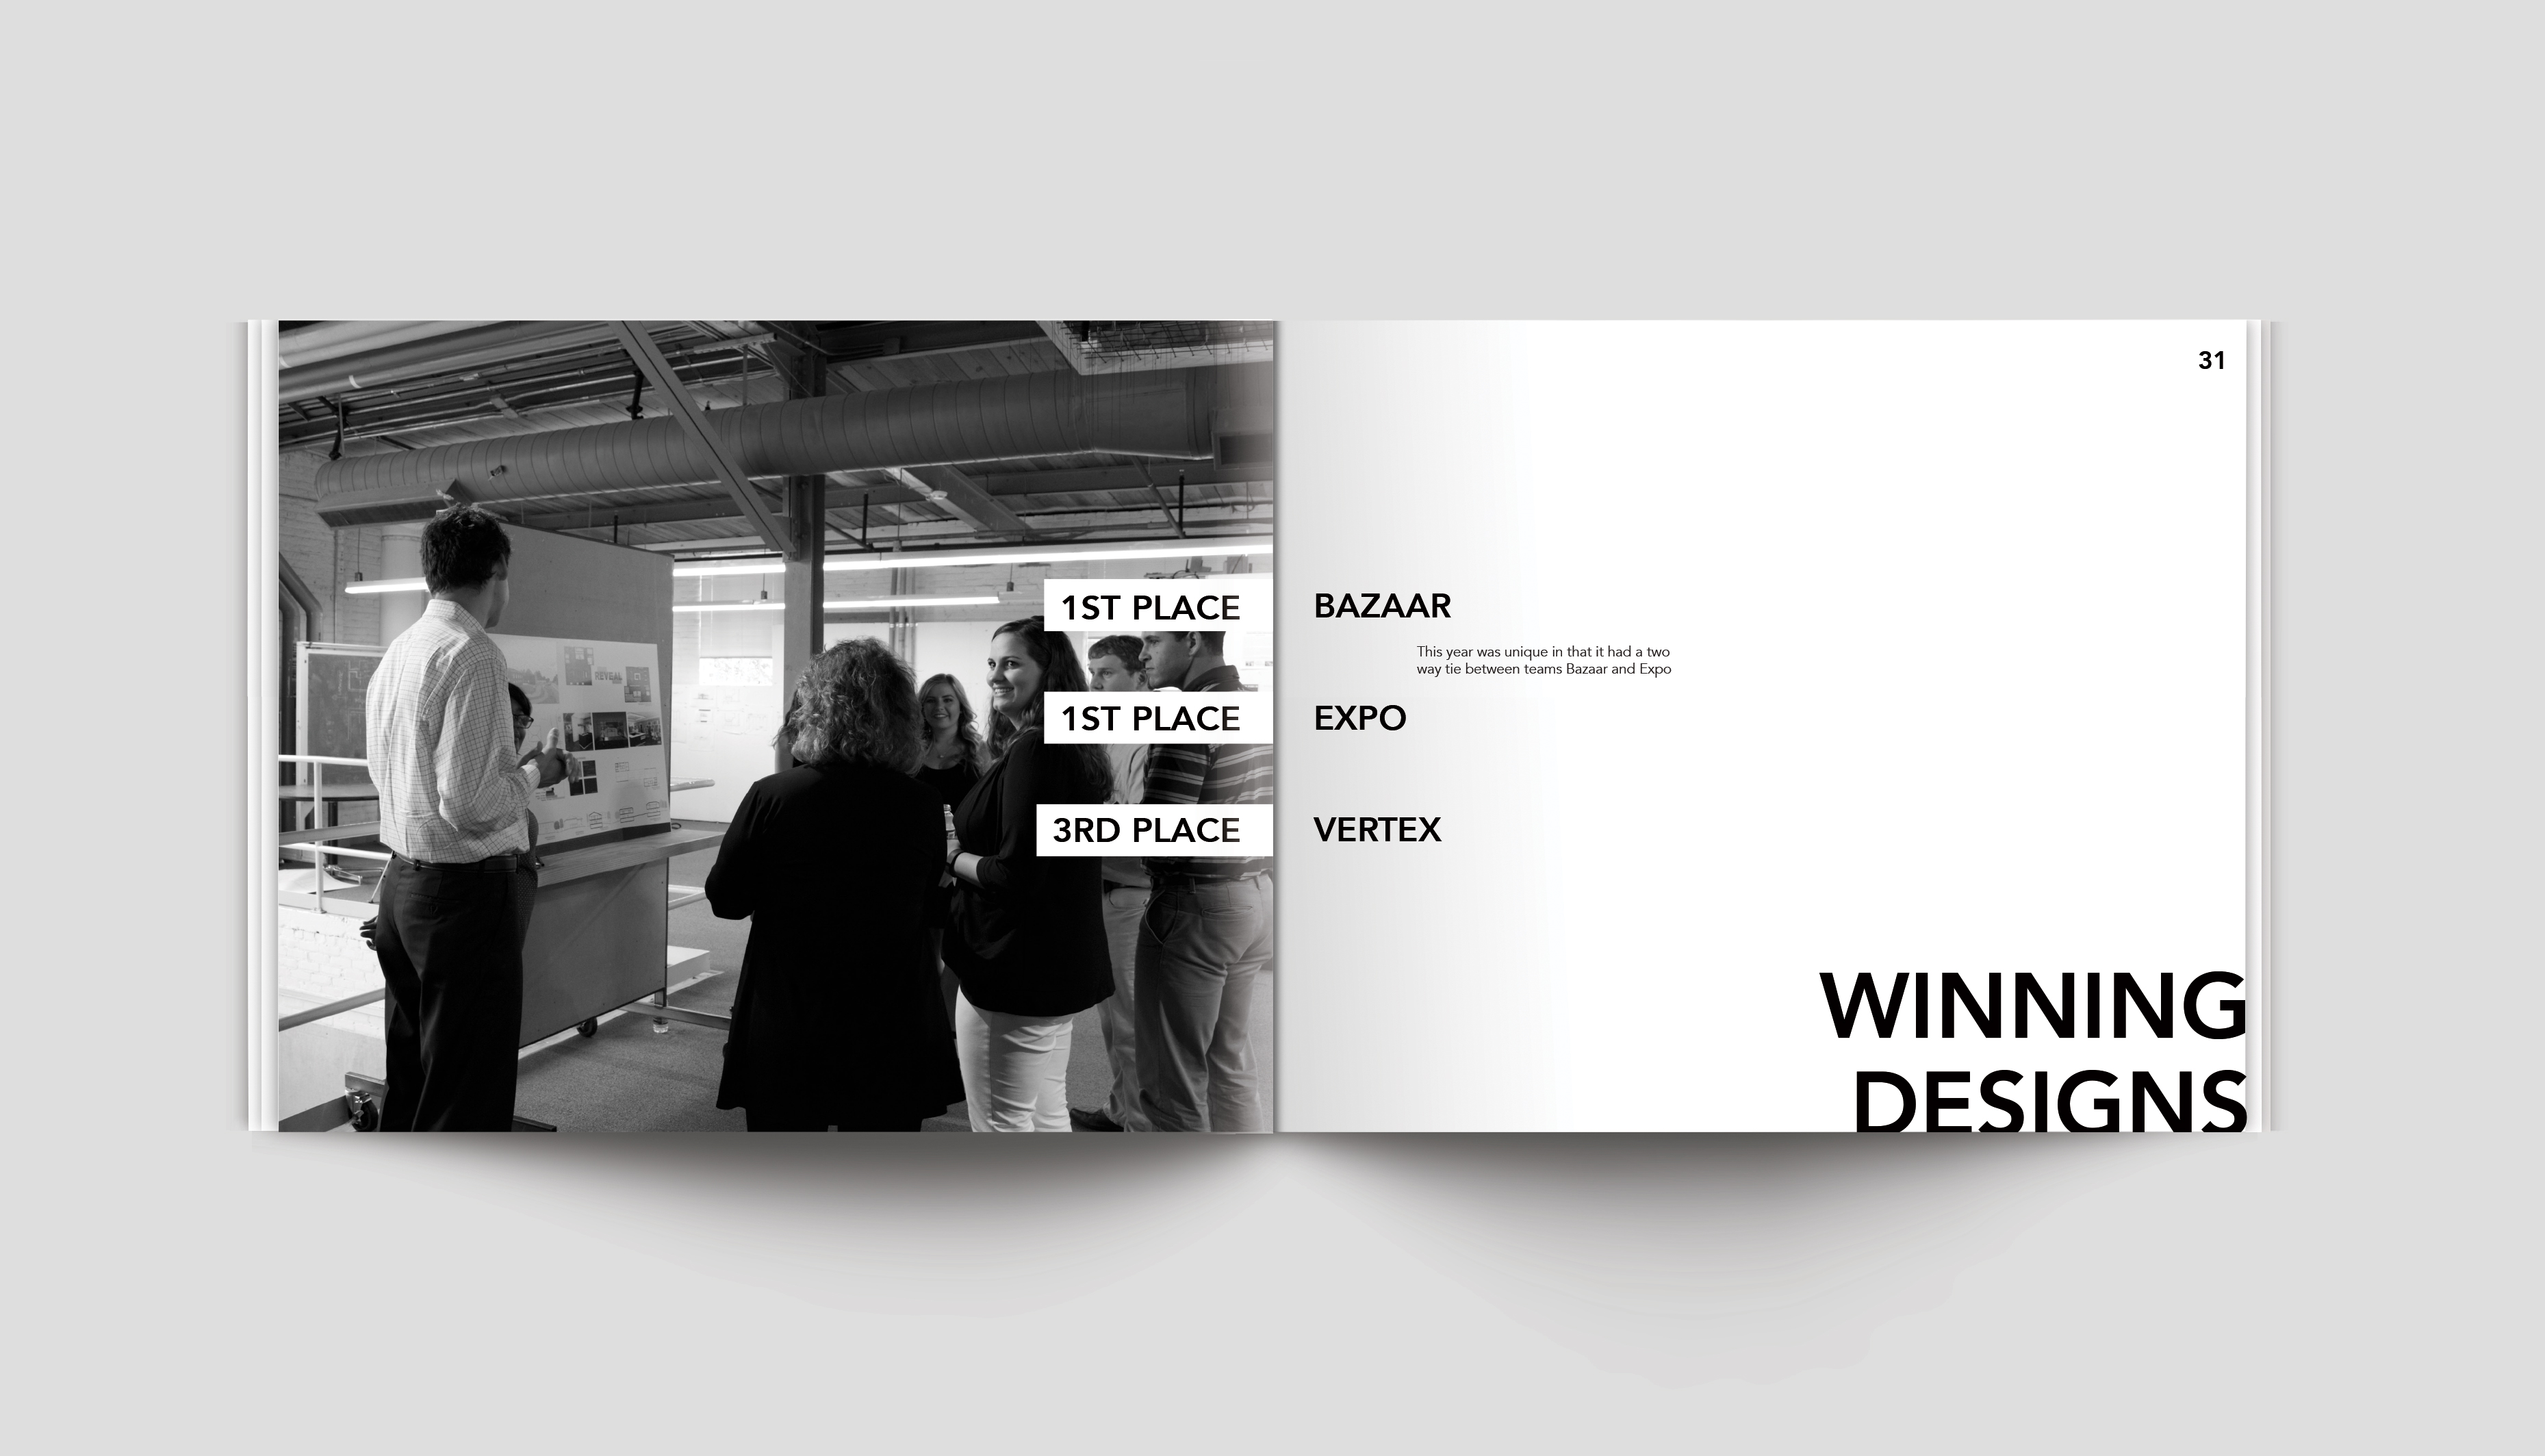 31
1ST PLACE BAZAAR
This year was unique in that it had a two
way tie between teams Bazaar and Expo
1ST PLACE EXPO
3RD PLACE VERTEX
WINNING
DESIGNS
REVEAL